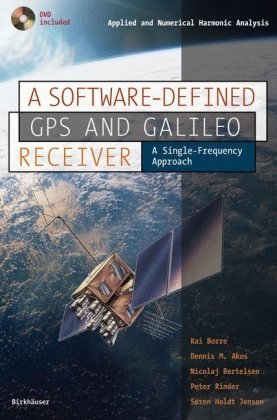 DVD
included
Applied and Numerical Harmonic Analysis
A SOFTWARE-DEFINED
GPS AND GALILEO
RECEIVER
A Single-Frequency
Approach
Kai Borre
Dennis M. Akos
Nicolaj Bertelsen
Peter Rinder
Søren Holdt Jensen
Birkhäuser